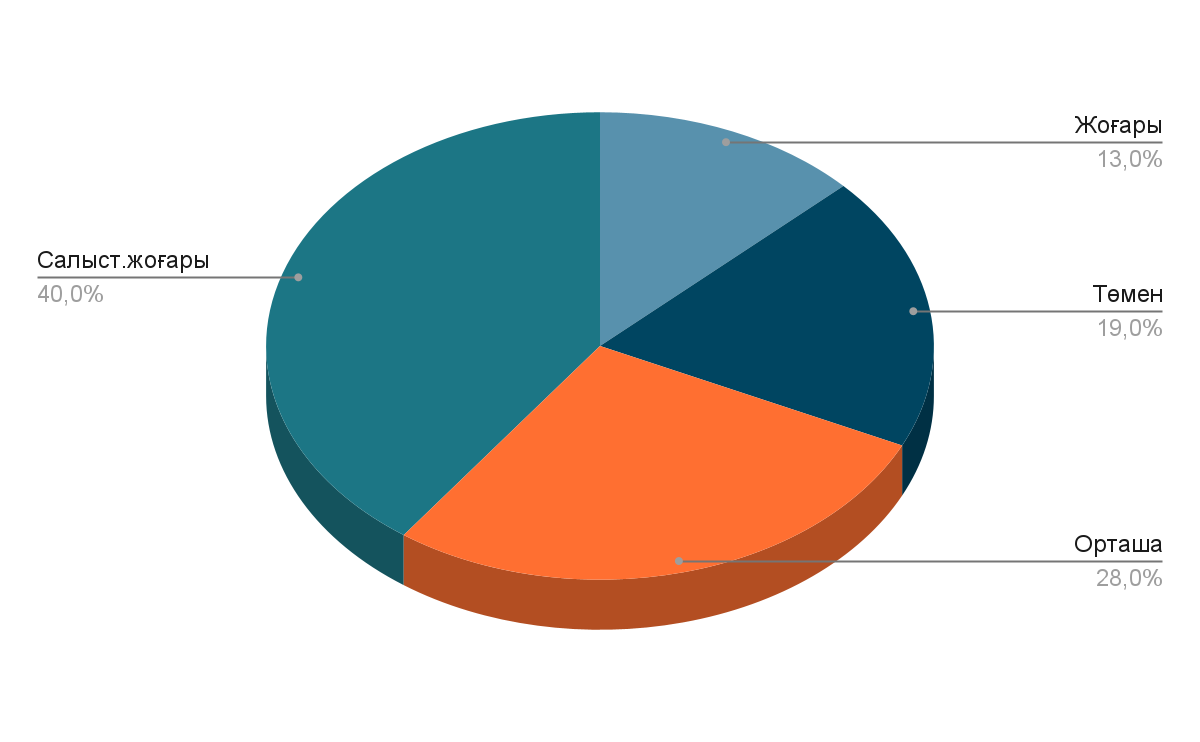 Жоғары
13,0%
Төмен
19,0%
Орташа
28,0%
Салыст.жоғары
40,0%